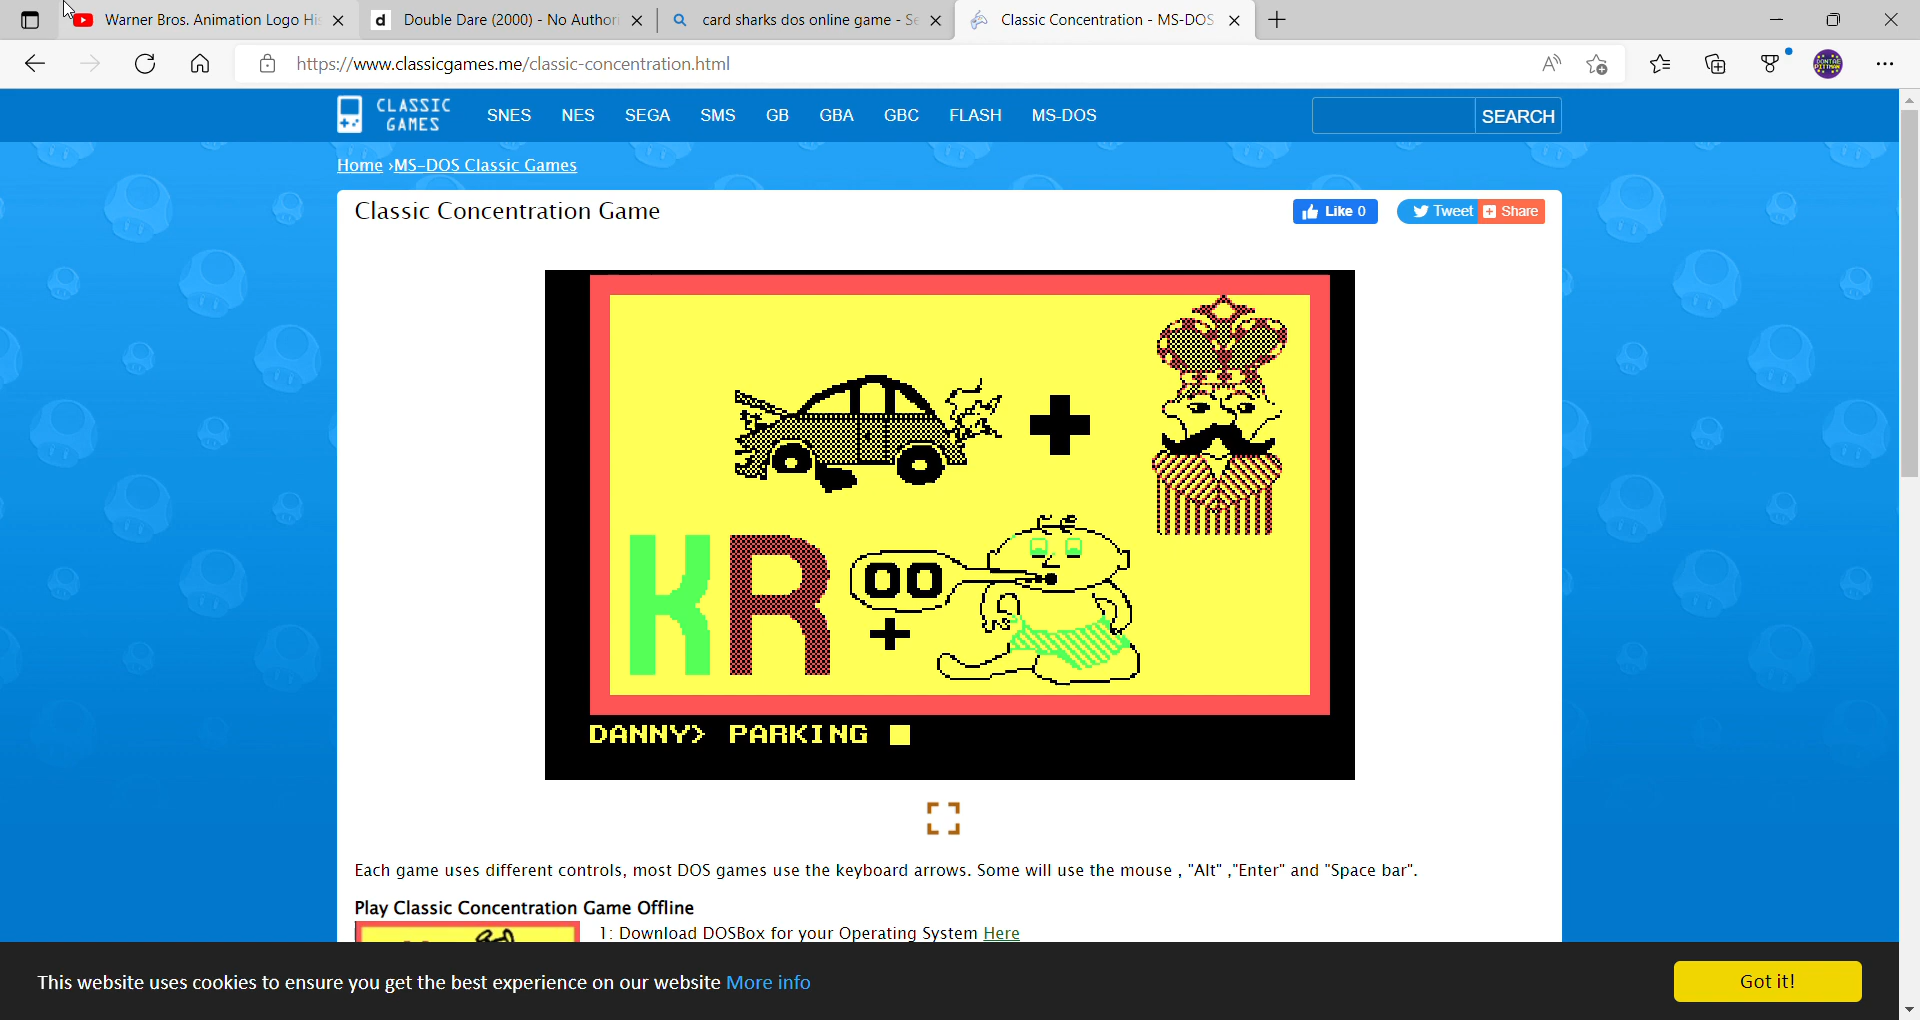 Warner Bros. Animation Logo Hi
Double Dare (2000) - No Author
card sharks dos online game - Se
Classic Concentration - MS-DOS
https://www.classicgames.me/classic-concentration.html
DONTAE
PITTMAN
CLASSIC
GAMES
SNES NES SEGA SMS GB GBA GBC FLASH MS-DOS
SEARCH
Home ›MS-DOS Classic Games
Classic Concentration Game
Like 0
Tweet
Share
+
KR
00
+
DANNY> PARKING
Each game uses different controls, most DOS games use the keyboard arrows. Some will use the mouse , "Alt" ,"Enter" and "Space bar".
Play Classic Concentration Game Offline
1: Download DOSBox for your Operating System Here
This website uses cookies to ensure you get the best experience on our website More info
Got it!